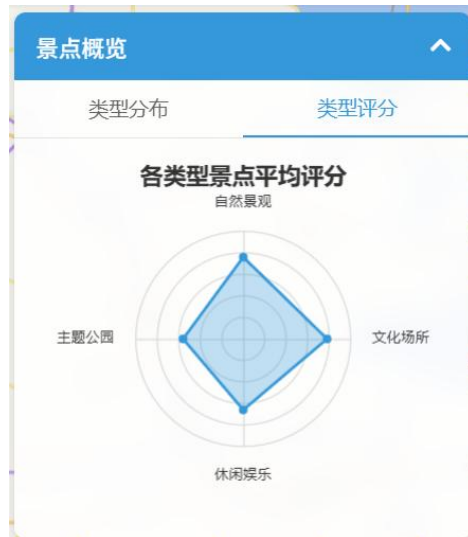 景点概览
类型分布 类型评分
各类型景点平均评分
自然景观
主题公园 文化场所
休闲娱乐